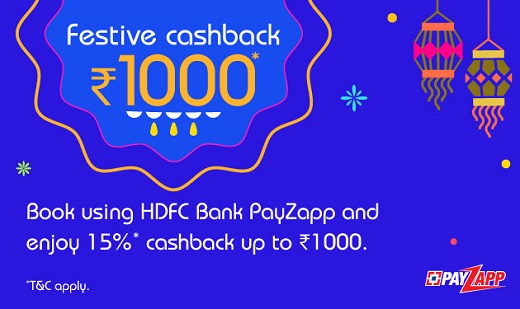 Festive cashback
₹1000*
Book using HDFC Bank PayZapp and
enjoy 15%* cashback up to ₹1000.
*T&C apply.
PAYZAPP